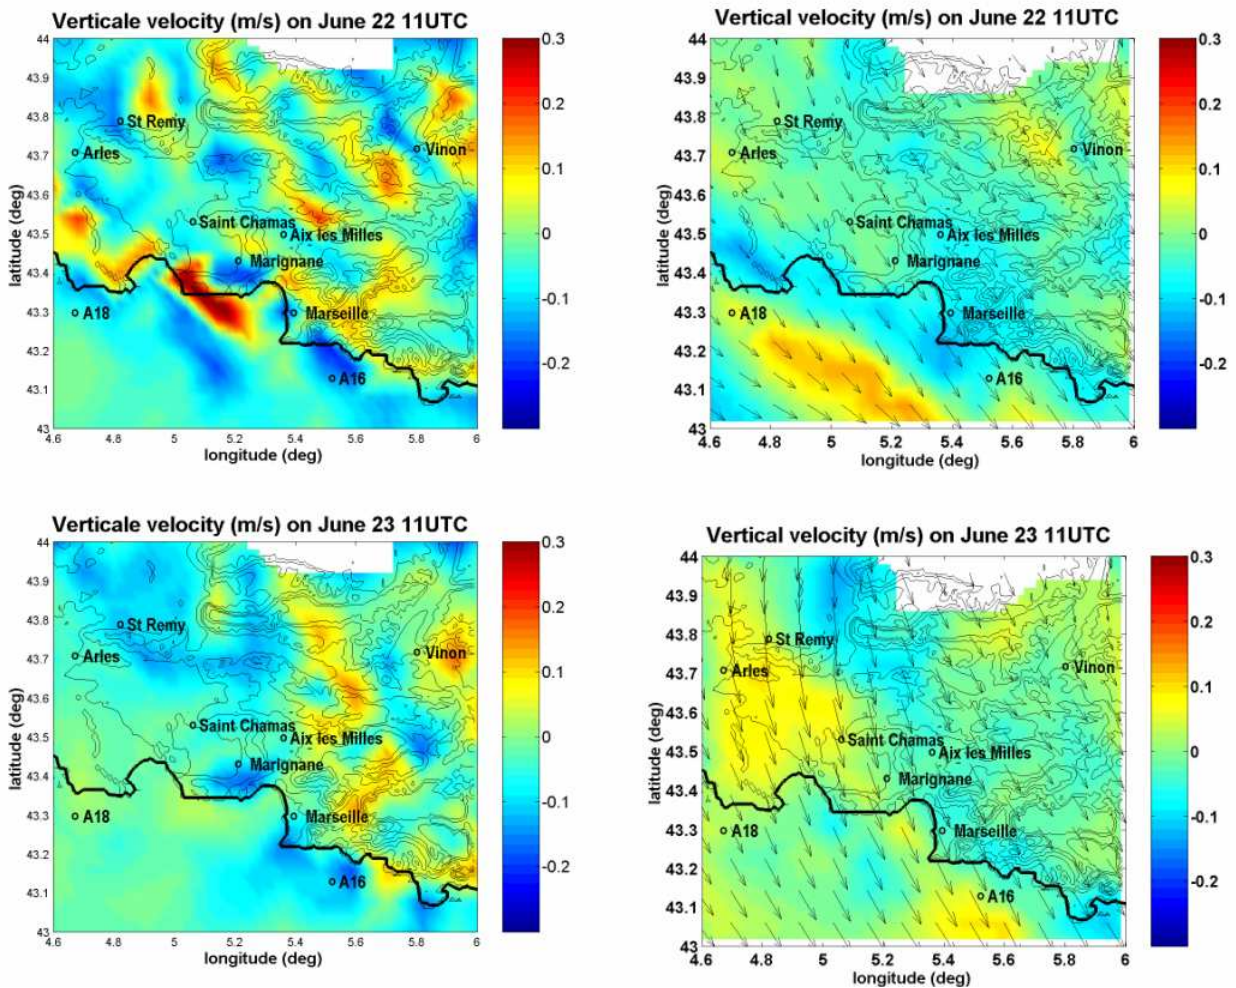 Verticale velocity (m/s) on June 22 11UTC
44
43.9
43.8
43.7
43.6
43.5
43.4
43.3
43.2
43.1
43
latitude (deg)
St Remy
Arles
Vinon
Saint Chamas
Aix les Milles
Marignane
A18
Marseille
A16
4.6 4.8 5 5.2 5.4 5.6 5.8 6
longitude (deg)
0.3
0.2
0.1
0
-0.1
-0.2
Vertical velocity (m/s) on June 22 11UTC
44
43.9
43.8
43.7
43.6
43.5
43.4
43.3
43.2
43.1
43
latitude (deg)
St Remy
Arles
Vinon
Saint Chamas
Aix les Milles
Marignane
A18
Marseille
A16
4.6 4.8 5 5.2 5.4 5.6 5.8 6
longitude (deg)
0.3
0.2
0.1
0
-0.1
-0.2
Verticale velocity (m/s) on June 23 11UTC
44
43.9
43.8
43.7
43.6
43.5
43.4
43.3
43.2
43.1
43
latitude (deg)
St Remy
Arles
Vinon
Saint Chamas
Aix les Milles
Marignane
A18
Marseille
A16
4.6 4.8 5 5.2 5.4 5.6 5.8 6
longitude (deg)
0.3
0.2
0.1
0
-0.1
-0.2
Vertical velocity (m/s) on June 23 11UTC
44
43.9
43.8
43.7
43.6
43.5
43.4
43.3
43.2
43.1
43
latitude (deg)
St Remy
Arles
Vinon
Saint Chamas
Aix les Milles
Marignane
A18
Marseille
A16
4.6 4.8 5 5.2 5.4 5.6 5.8 6
longitude (deg)
0.3
0.2
0.1
0
-0.1
-0.2